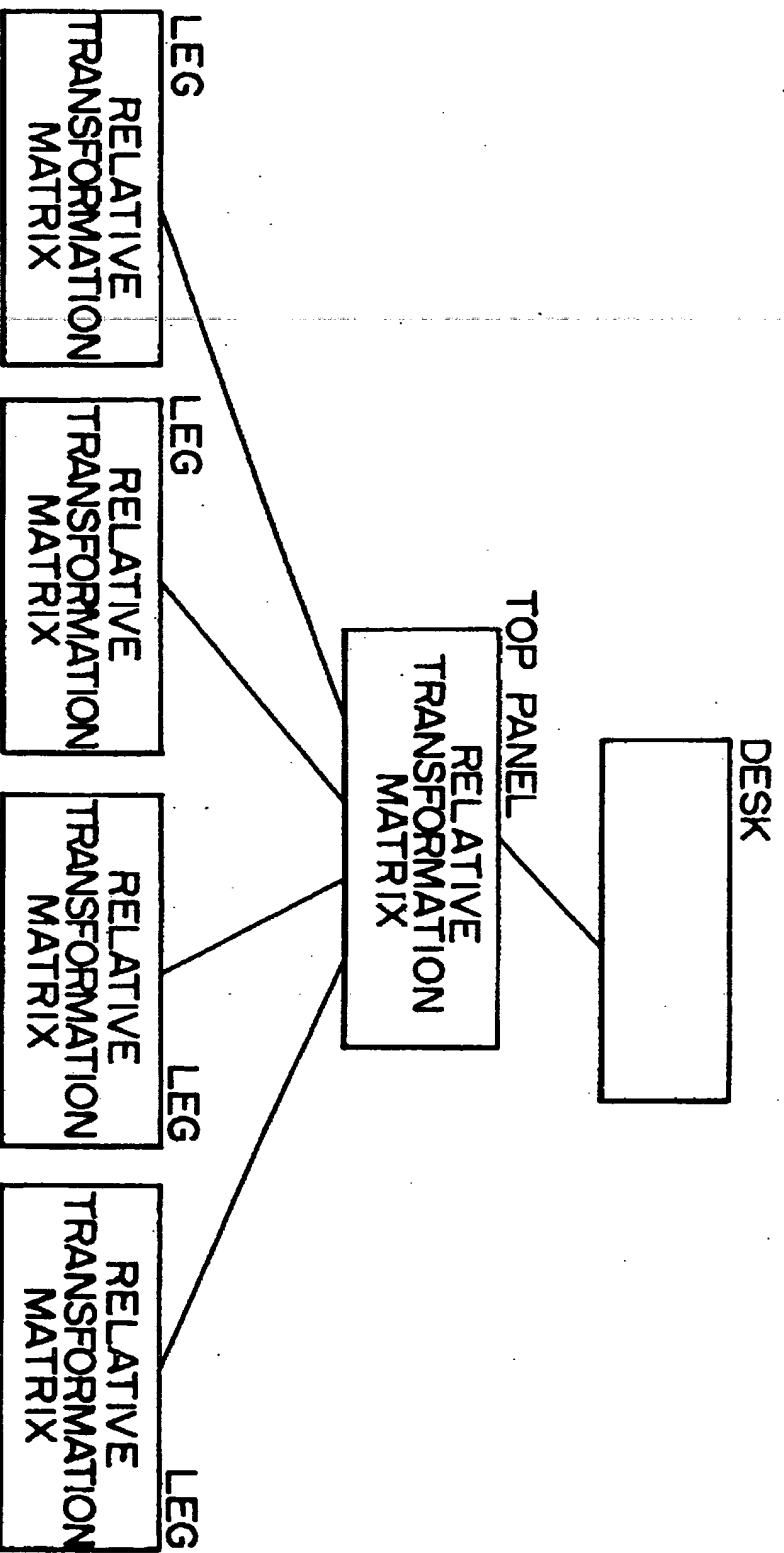 DESK
TOP PANEL
RELATIVE
TRANSFORMATION
MATRIX
LEG
RELATIVE
TRANSFORMATION
MATRIX
LEG
RELATIVE
TRANSFORMATION
MATRIX
LEG
RELATIVE
TRANSFORMATION
MATRIX
LEG
RELATIVE
TRANSFORMATION
MATRIX